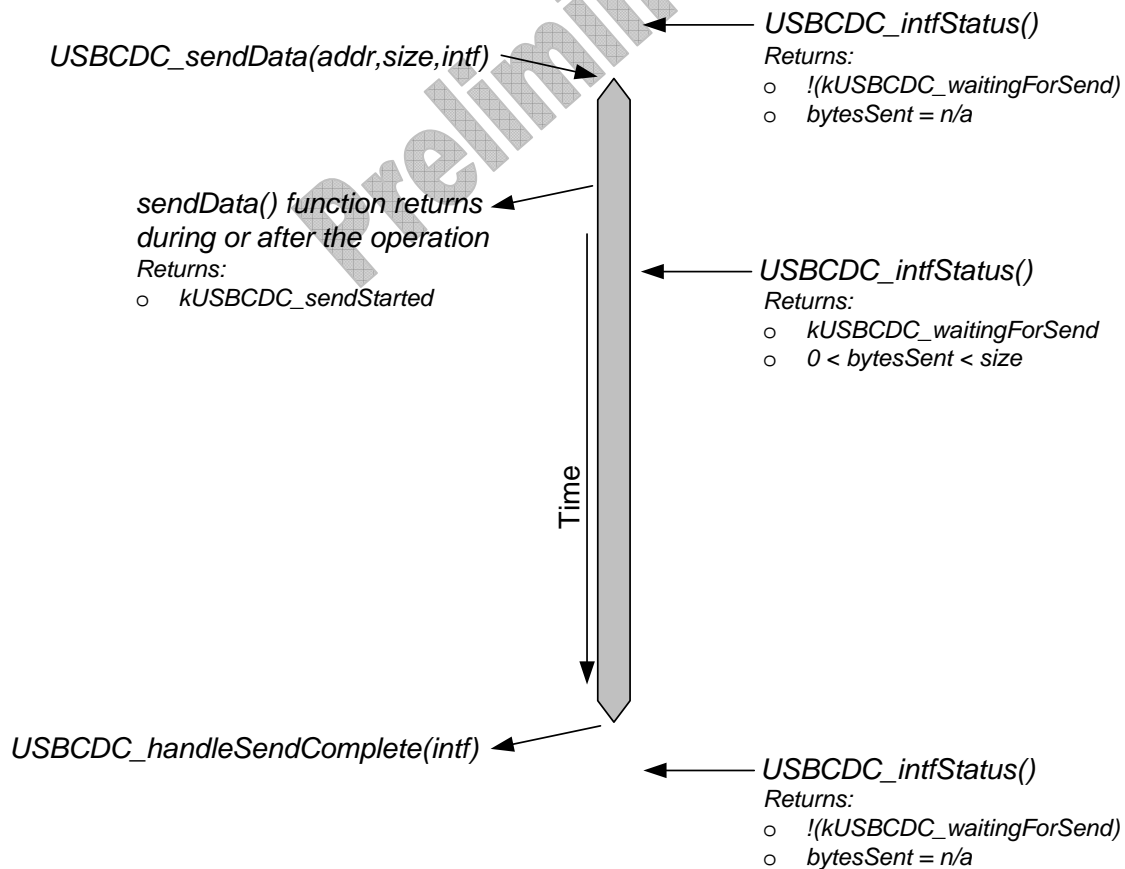 USBCDC_intfStatus()
Returns:
o !(kUSBCDC_waitingForSend)
o bytesSent = n/a
USBCDC_sendData(addr,size,intf)
Prelimin
sendData() function returns
during or after the operation
Returns:
o kUSBCDC_sendStarted
USBCDC_intfStatus()
Returns:
o kUSBCDC_waitingForSend
o 0 < bytesSent < size
Time
USBCDC_handleSendComplete(intf)
USBCDC_intfStatus()
Returns:
o !(kUSBCDC_waitingForSend)
o bytesSent = n/a